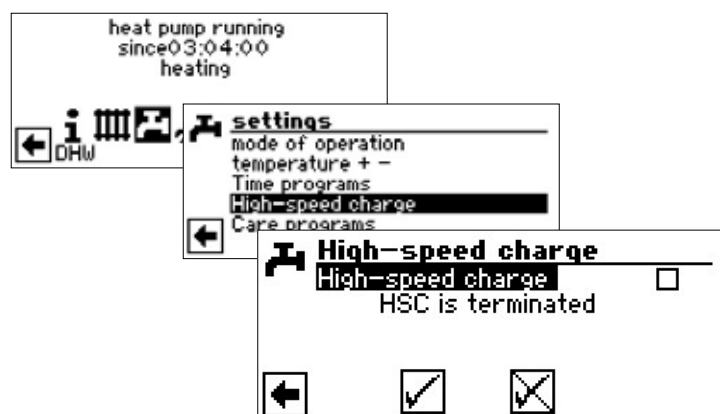 heat pump running
since03:04:00
heating
DHW
settings
mode of operation
temperature + −
Time programs
High-speed charge
Care programs
High-speed charge
High-speed charge
HSC is terminated